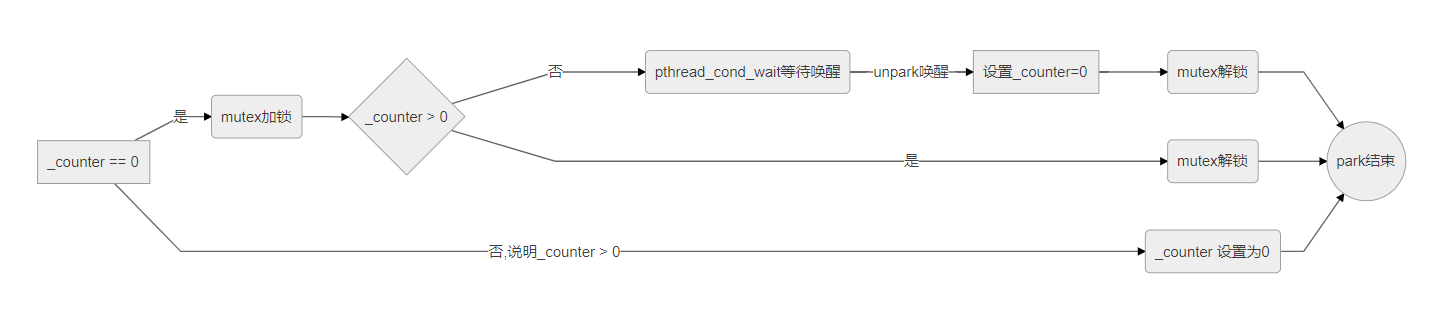 _counter == 0
是
mutex加锁
_counter > 0
否
pthread_cond_wait等待唤醒
unpark唤醒
设置_counter=0
mutex解锁
是
mutex解锁
park结束
否,说明_counter > 0
_counter 设置为0